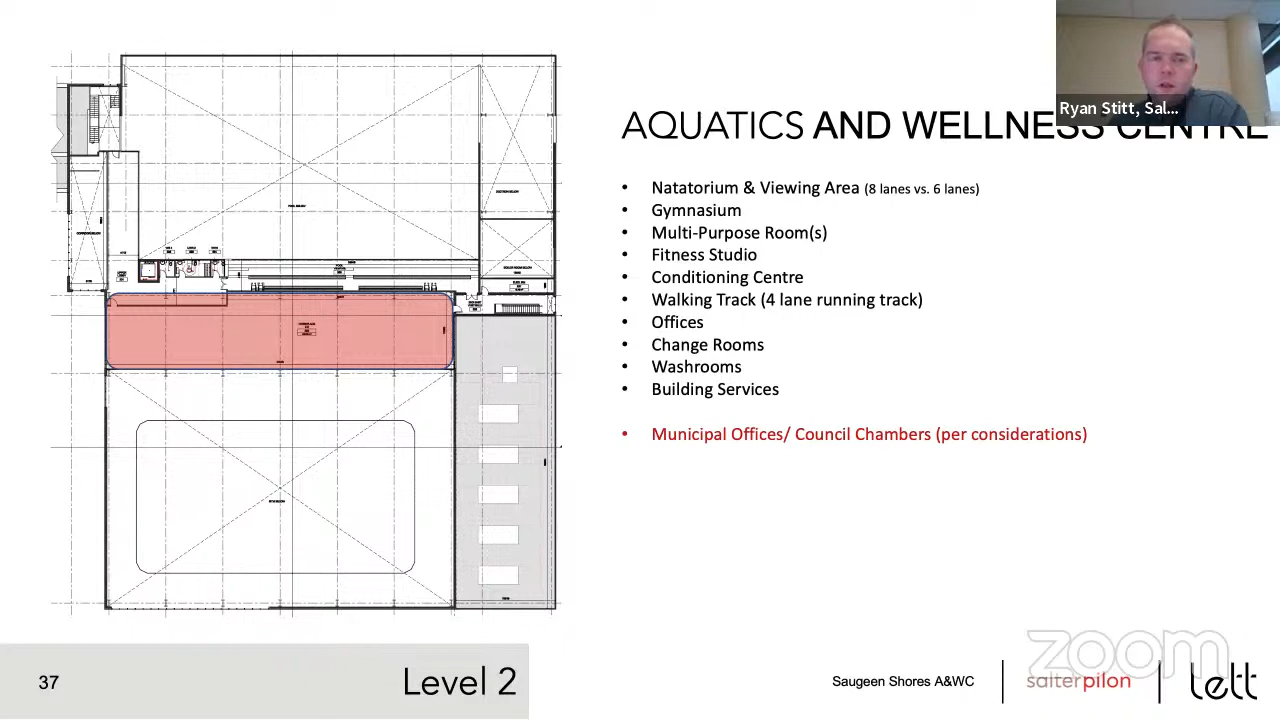 Ryan Stitt, Sal...
AQUATICS AND WELLNESS CENTRE
• Natatorium & Viewing Area (8 lanes vs. 6 lanes)
• Gymnasium
• Multi-Purpose Room(s)
• Fitness Studio
• Conditioning Centre
• Walking Track (4 lane running track)
• Offices
• Change Rooms
• Washrooms
• Building Services
• Municipal Offices/ Council Chambers (per considerations)
37
Level 2
Saugeen Shores A&WC
zoom
salterpilon
lett